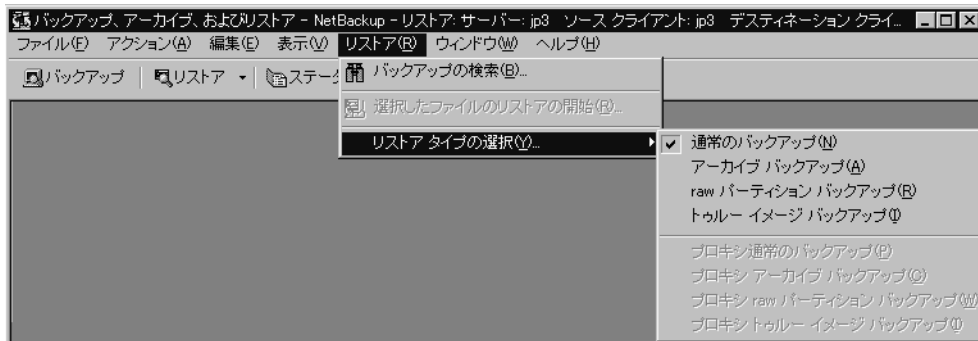 バックアップ、アーカイブ、およびリストア - NetBackup - リストア: サーバー: jp3 ソース クライアント: jp3 デスティネーション クライ...
ファイル(F) アクション(A) 編集(E) 表示(V) リストア(R) ウィンドウ(W) ヘルプ(H)
バックアップ リストア ステータ
バックアップの検索(B)...
選択したファイルのリストアの開始(R)...
リストア タイプの選択(Y)...
通常のバックアップ(N)
アーカイブ バックアップ(A)
raw パーティション バックアップ(R)
トゥルー イメージ バックアップ(I)
プロキシ通常のバックアップ(P)
プロキシ アーカイブ バックアップ(C)
プロキシ raw パーティション バックアップ(W)
プロキシ トゥルー イメージ バックアップ(I)